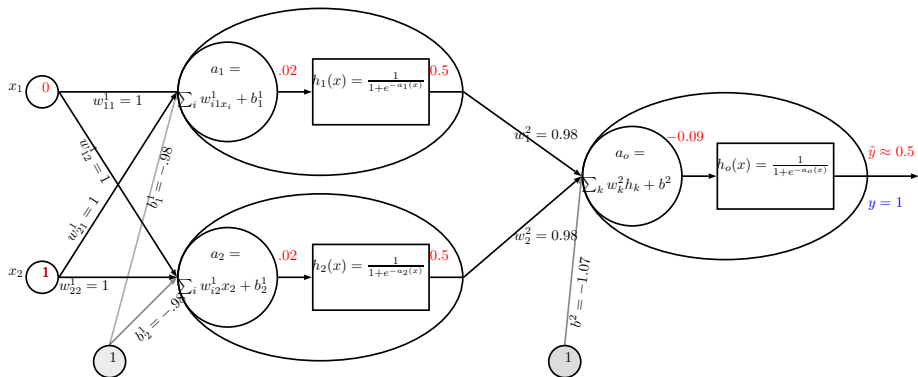 x₁ 0
w¹₁₁ = 1
w¹₁₂ = 1
w¹₂₁ = 1
x₂ 1
w¹₂₂ = 1
b¹₁ = −.98
b¹₂ = −.98
1
a₁ =
∑ᵢ w¹ᵢ₁ₓᵢ + b¹₁
.02
h₁(x) = 1/(1+e^(−a₁(x)))
0.5
a₂ =
∑ᵢ w¹ᵢ₂x₂ + b¹₂
.02
h₂(x) = 1/(1+e^(−a₂(x)))
0.5
w²₁ = 0.98
w²₂ = 0.98
b² = −1.07
1
aₒ =
∑ₖ w²ₖhₖ + b²
−0.09
hₒ(x) = 1/(1+e^(−aₒ(x)))
ỹ ≈ 0.5
y = 1